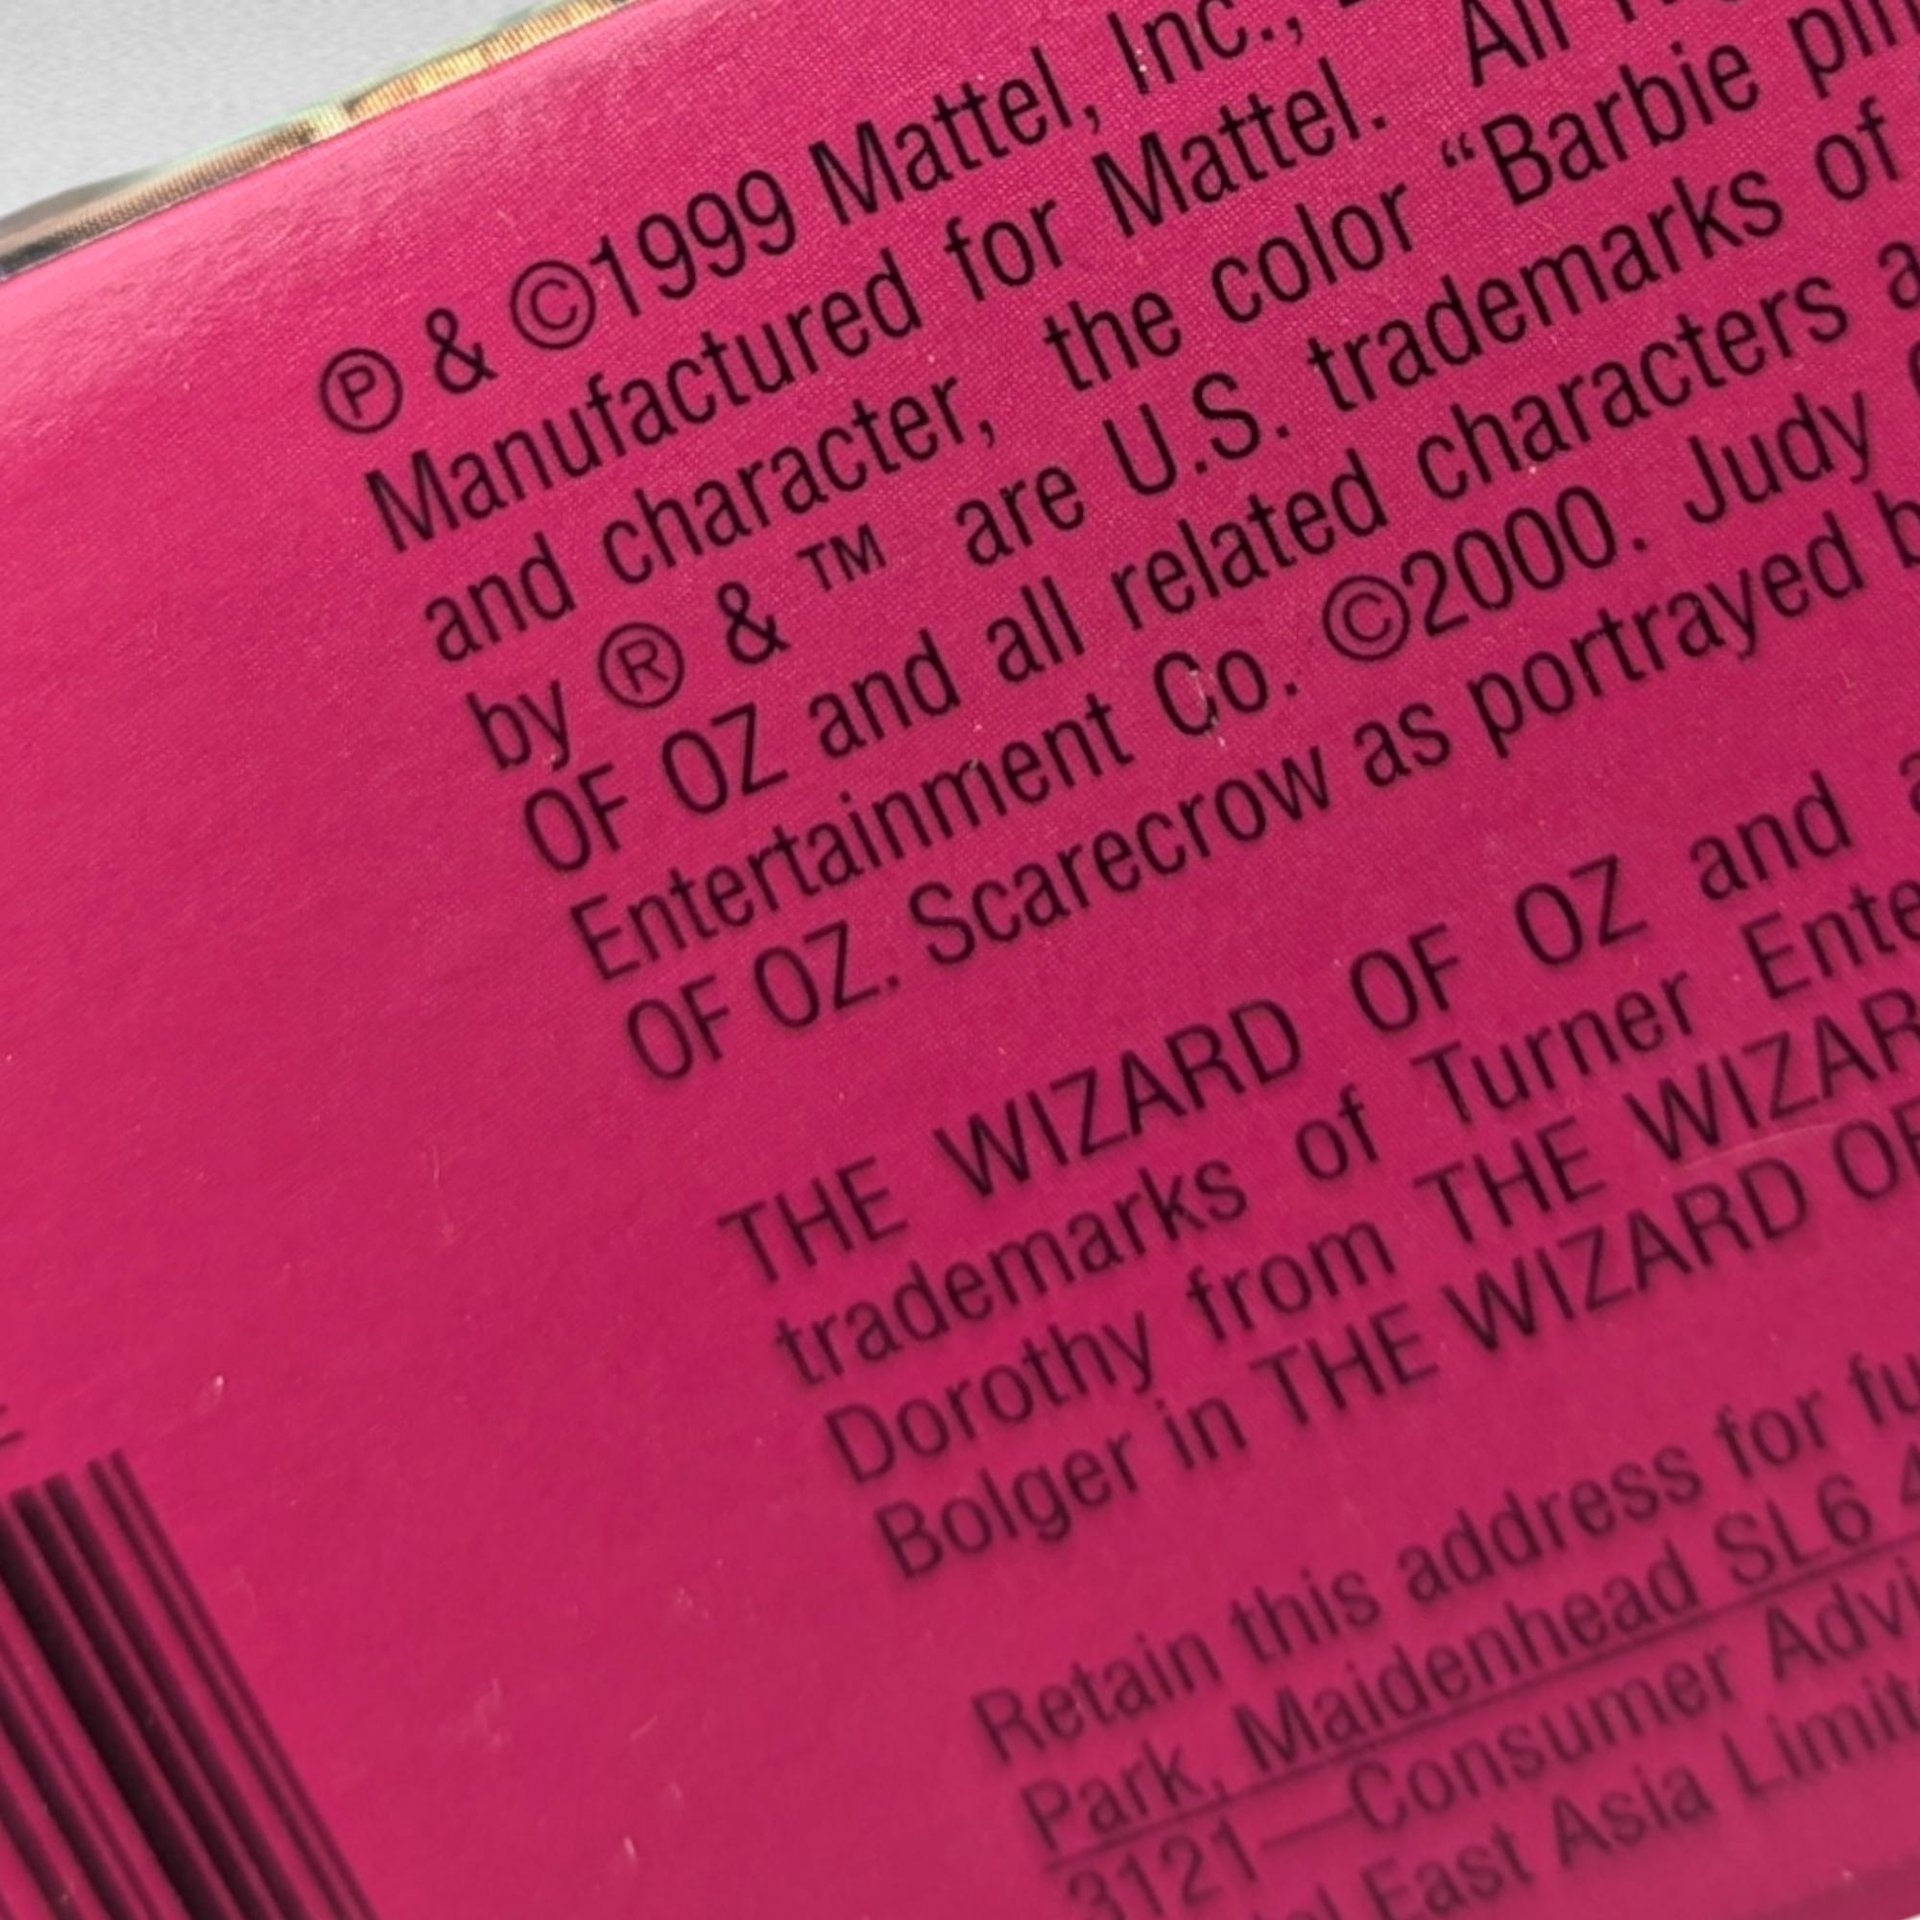 ℗ & ©1999 Mattel, Inc.,
Manufactured for Mattel. All
and character, the color “Barbie
by ® & ™ are U.S. trademarks of
OF OZ and all related characters
Entertainment Co. ©2000. Judy
OF OZ. Scarecrow as portrayed
THE WIZARD OF OZ and
trademarks of Turner
Dorothy from THE
Bolger in THE WIZARD
Retain this address for
Park, Maidenhead SL6
3121—Consumer
East Asia